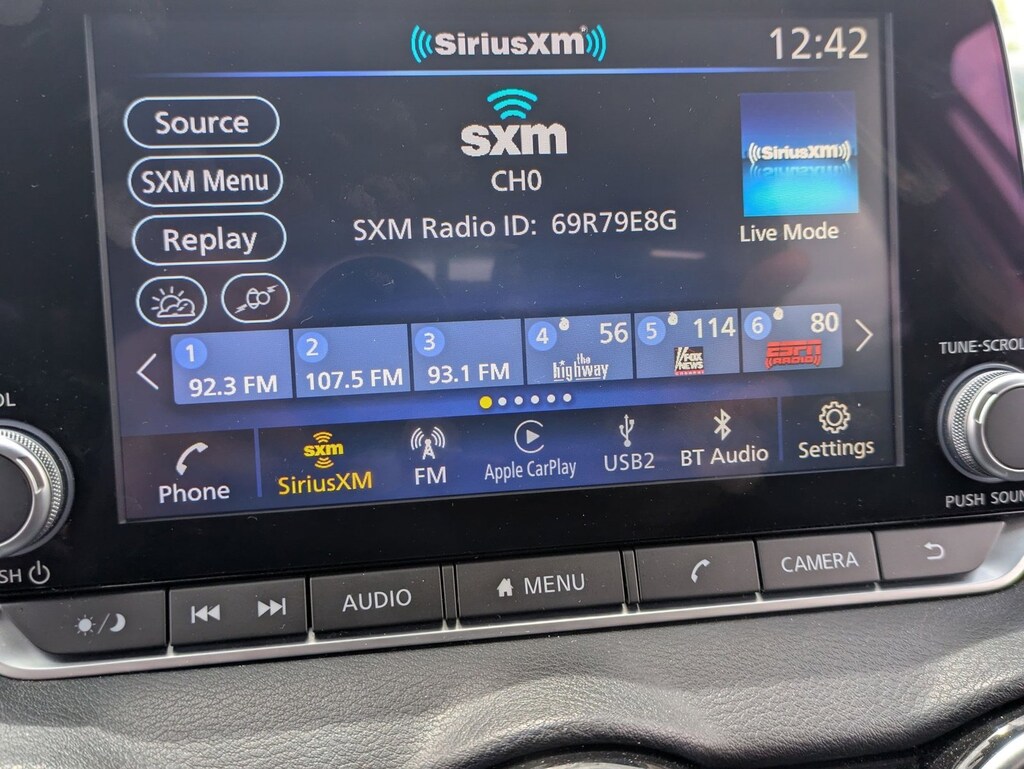 SiriusXM
12:42
Source
SXM Menu
Replay
sxm
CH0
SXM Radio ID: 69R79E8G
SiriusXM
Live Mode
1
92.3 FM
2
107.5 FM
3
93.1 FM
4
56
the
highway
5
114
FOX
NEWS
channel
6
80
ESPN
RADIO
Phone
sxm
SiriusXM
FM
Apple CarPlay
USB2
BT Audio
Settings
OL
SH
TUNE-SCROL
PUSH SOUN
AUDIO
MENU
CAMERA